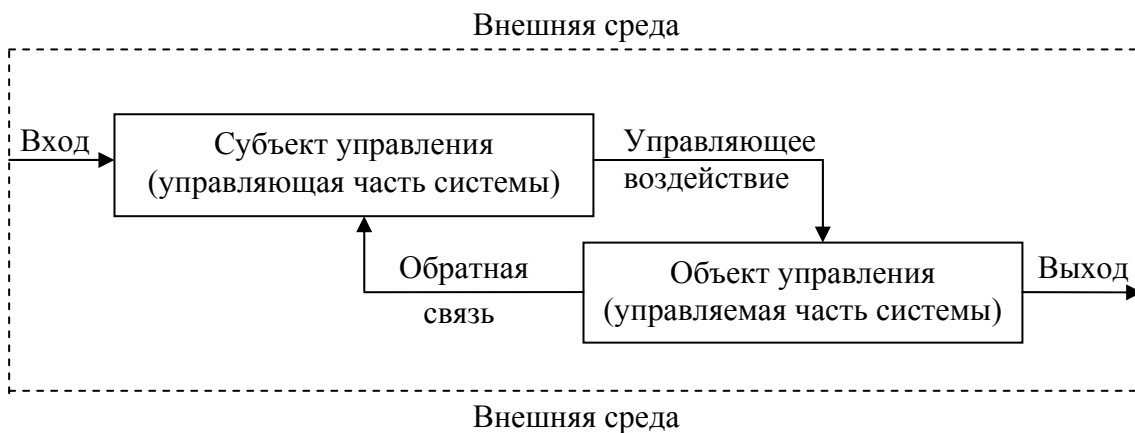 Внешняя среда
Вход
Субъект управления
(управляющая часть системы)
Управляющее
воздействие
Обратная
связь
Объект управления
(управляемая часть системы)
Выход
Внешняя среда